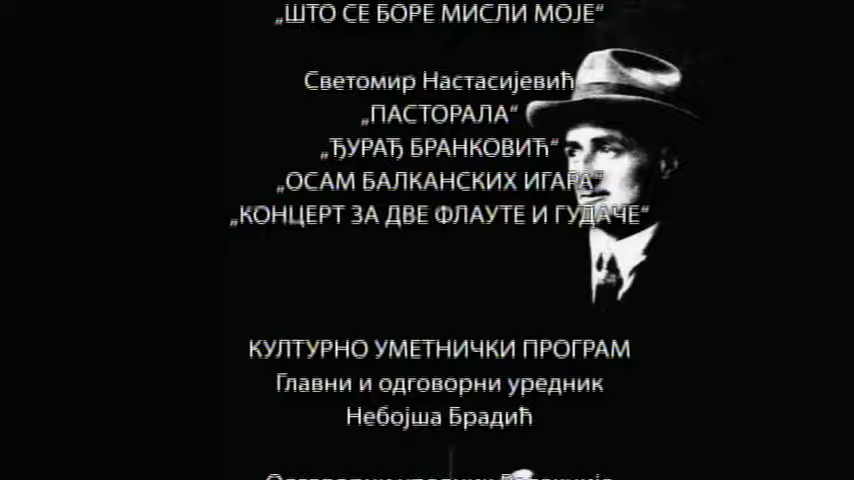 „ШТО СЕ БОРЕ МИСЛИ МОЈЕ“
Светомир Настасијевић
„ПАСТОРАЛА“
„ЂУРАЂ БРАНКОВИЋ“
„ОСАМ БАЛКАНСКИХ ИГАРА“
„КОНЦЕРТ ЗА ДВЕ ФЛАУТЕ И ГУДАЧЕ“
КУЛТУРНО УМЕТНИЧКИ ПРОГРАМ
Главни и одговорни уредник
Небојша Брадић